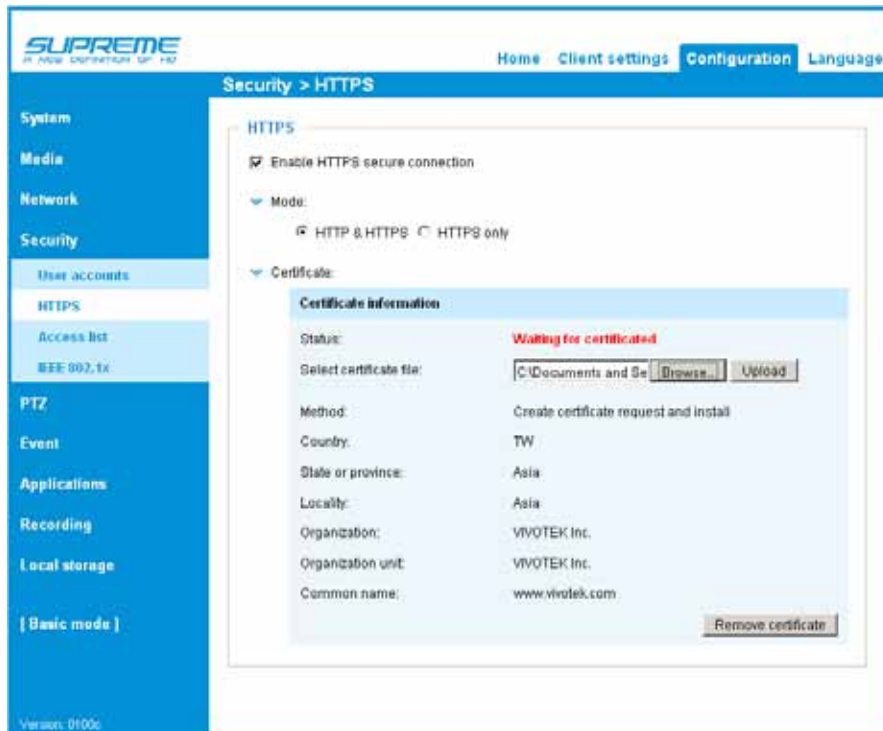 SUPREME
A NEW DEFINITION OF HD
Home Client settings Configuration Language
Security > HTTPS
System
Media
Network
Security
User accounts
HTTPS
Access list
IEEE 802.1x
PTZ
Event
Applications
Recording
Local storage
[ Basic mode ]
Version: 0100c
HTTPS
Enable HTTPS secure connection
Mode:
HTTP & HTTPS HTTPS only
Certificate:
Certificate information
Status: Waiting for certificated
Select certificate file: C:\Documents and Se Browse... Upload
Method: Create certificate request and install
Country: TW
State or province: Asia
Locality: Asia
Organization: VIVOTEK Inc.
Organization unit: VIVOTEK Inc.
Common name: www.vivotek.com
Remove certificate